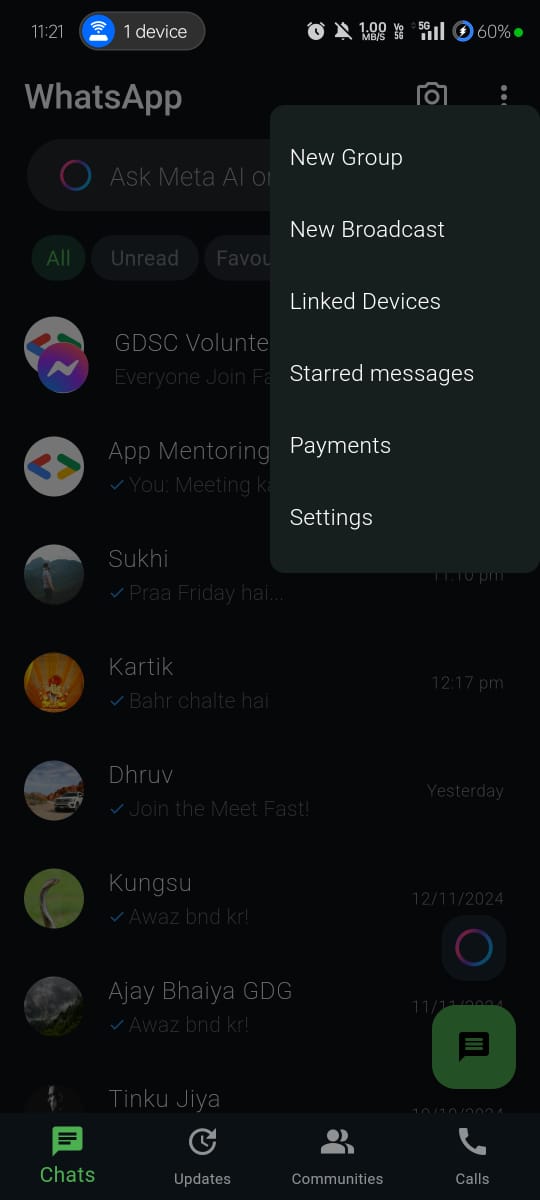 11:21
1 device
1.00
MB/S
Vo
5G
5G
60%
WhatsApp
Ask Meta AI or
All
Unread
Favou
New Group
New Broadcast
Linked Devices
Starred messages
Payments
Settings
GDSC Volunte
Everyone Join Fa
App Mentoring
You: Meeting ka
Sukhi
11:10 pm
Praa Friday hai...
Kartik
12:17 pm
Bahr chalte hai
Dhruv
Yesterday
Join the Meet Fast!
Kungsu
12/11/2024
Awaz bnd kr!
Ajay Bhaiya GDG
11/11/2024
Awaz bnd kr!
Tinku Jiya
Chats
Updates
Communities
Calls